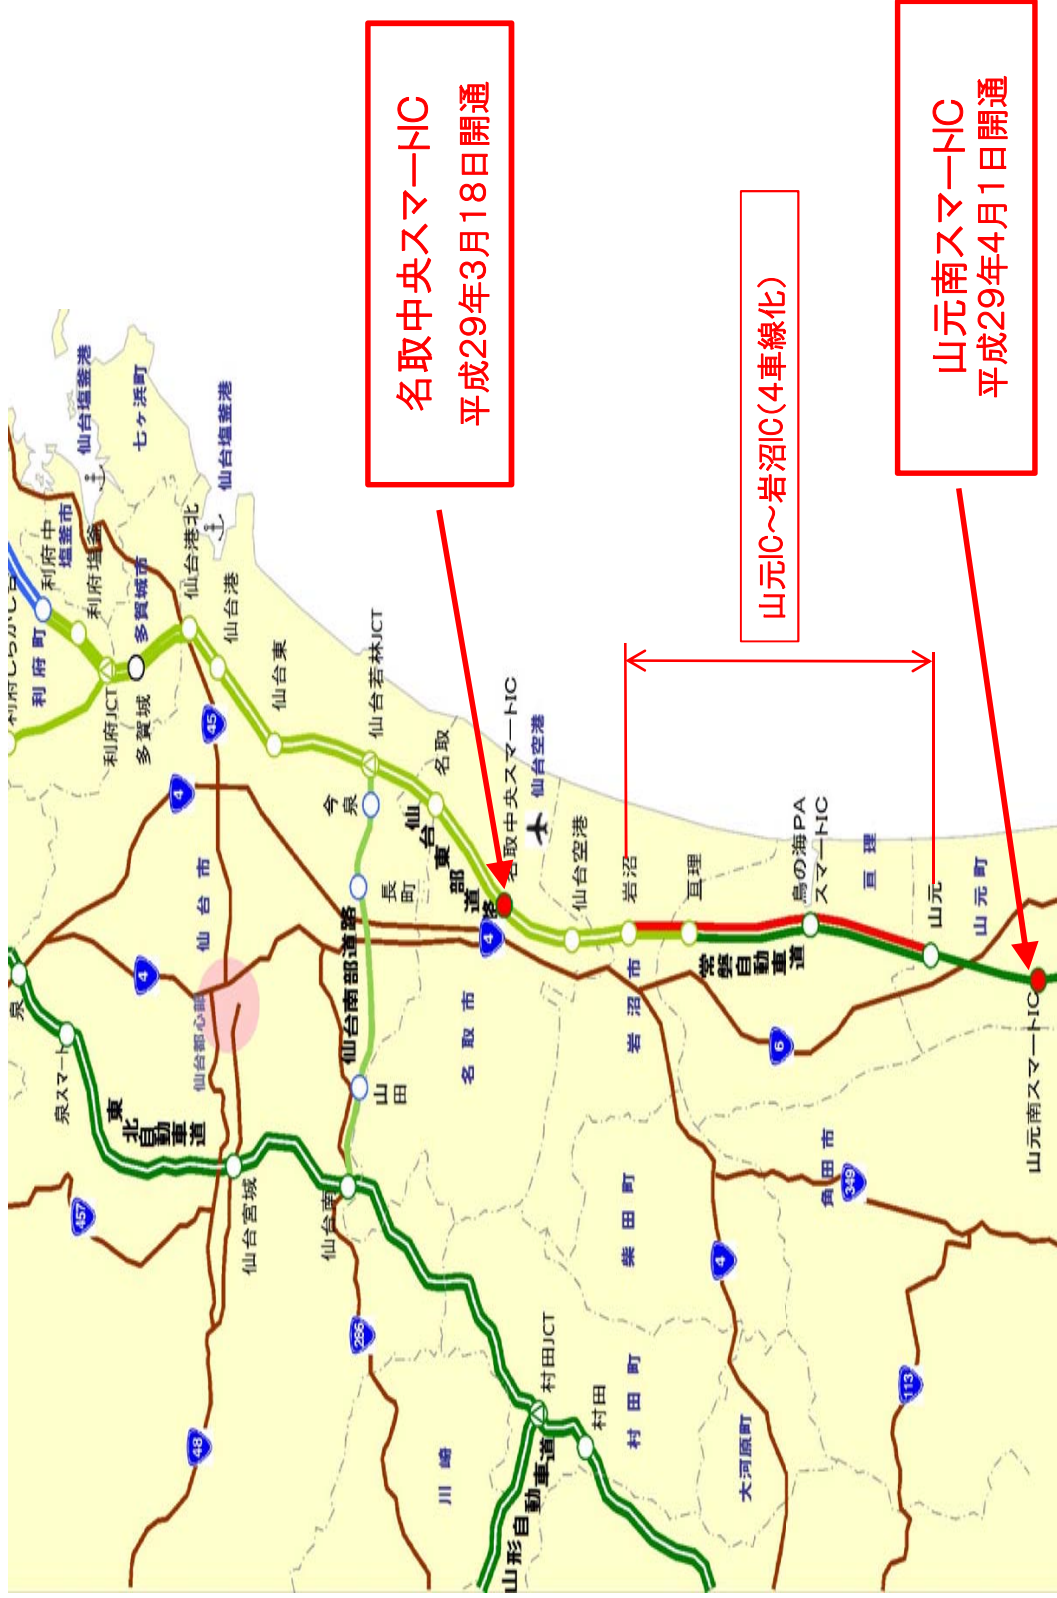 名取中央スマートIC
平成29年3月18日開通
山元南スマートIC
平成29年4月1日開通
山元IC～岩沼IC(4車線化)
仙台塩釜港
七ヶ浜町
仙台塩釜港
利府中
塩釜市
利府塩釜
利府町
多賀城市
仙台港北
仙台港
利府JCT
多賀城
仙台東
仙台若林JCT
名取
今泉
長町
仙台東部道路
名取中央スマートIC
仙台空港
仙台空港
岩沼
亘理
鳥の海PA
スマートIC
亘理
山元
山元町
山元南スマートIC
常磐自動車道
仙台市
仙台都心部
仙台南部道路
名取市
岩沼市
山田
泉
泉スマート
東北自動車道
仙台宮城
仙台南
柴田町
角田市
村田JCT
村田
村田町
大河原町
川崎
山形自動車道
45
4
4
4
6
457
48
286
4
349
113